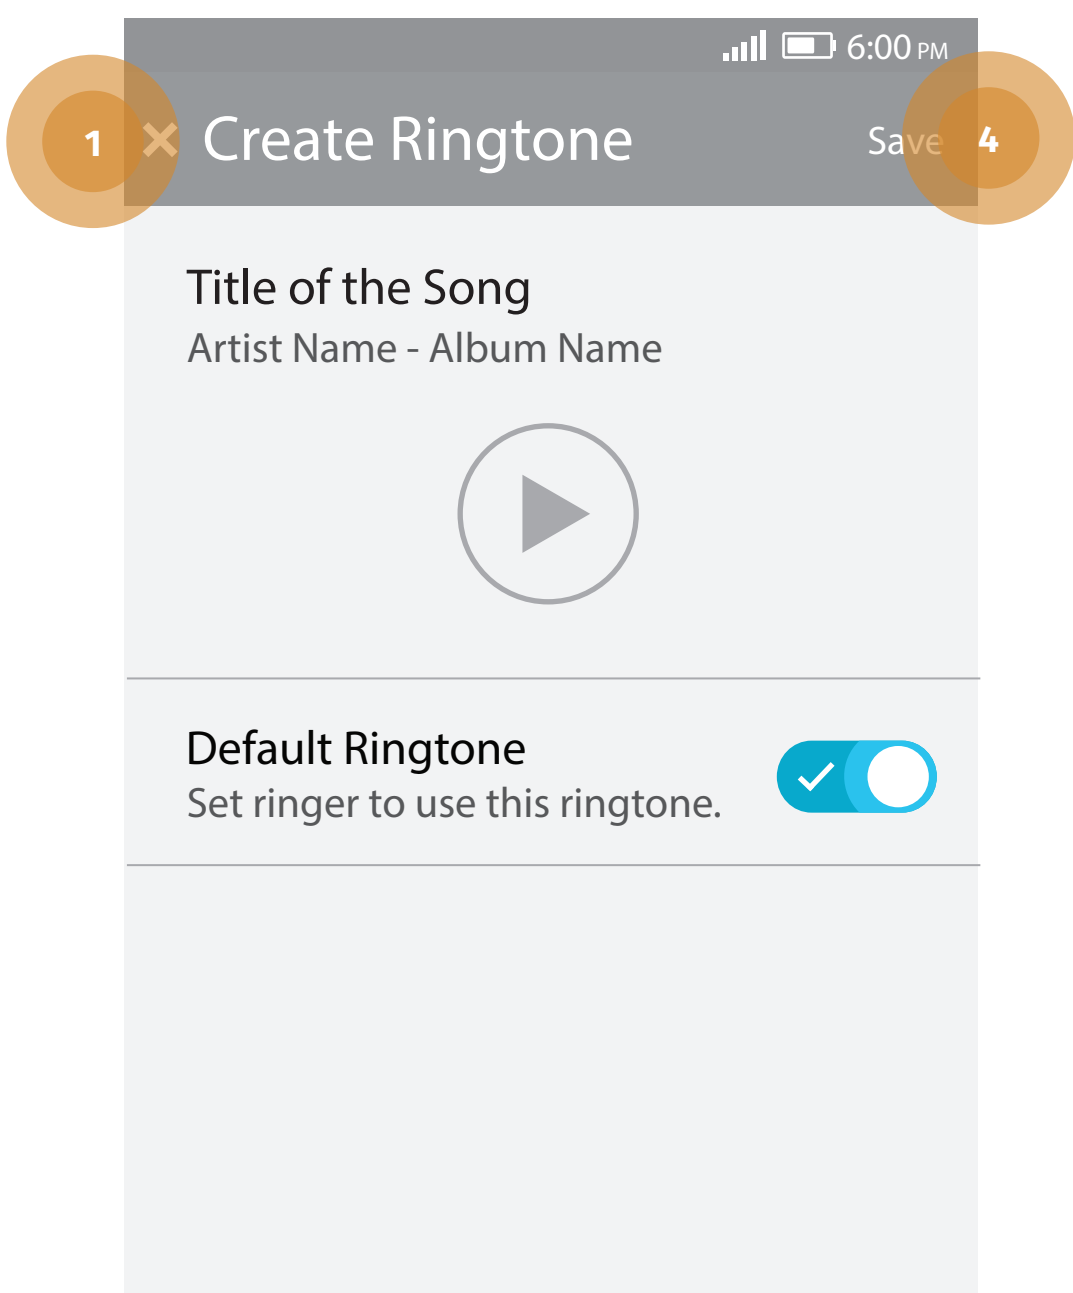 6:00 PM
1 Create Ringtone Save 4
Title of the Song
Artist Name - Album Name
Default Ringtone
Set ringer to use this ringtone.